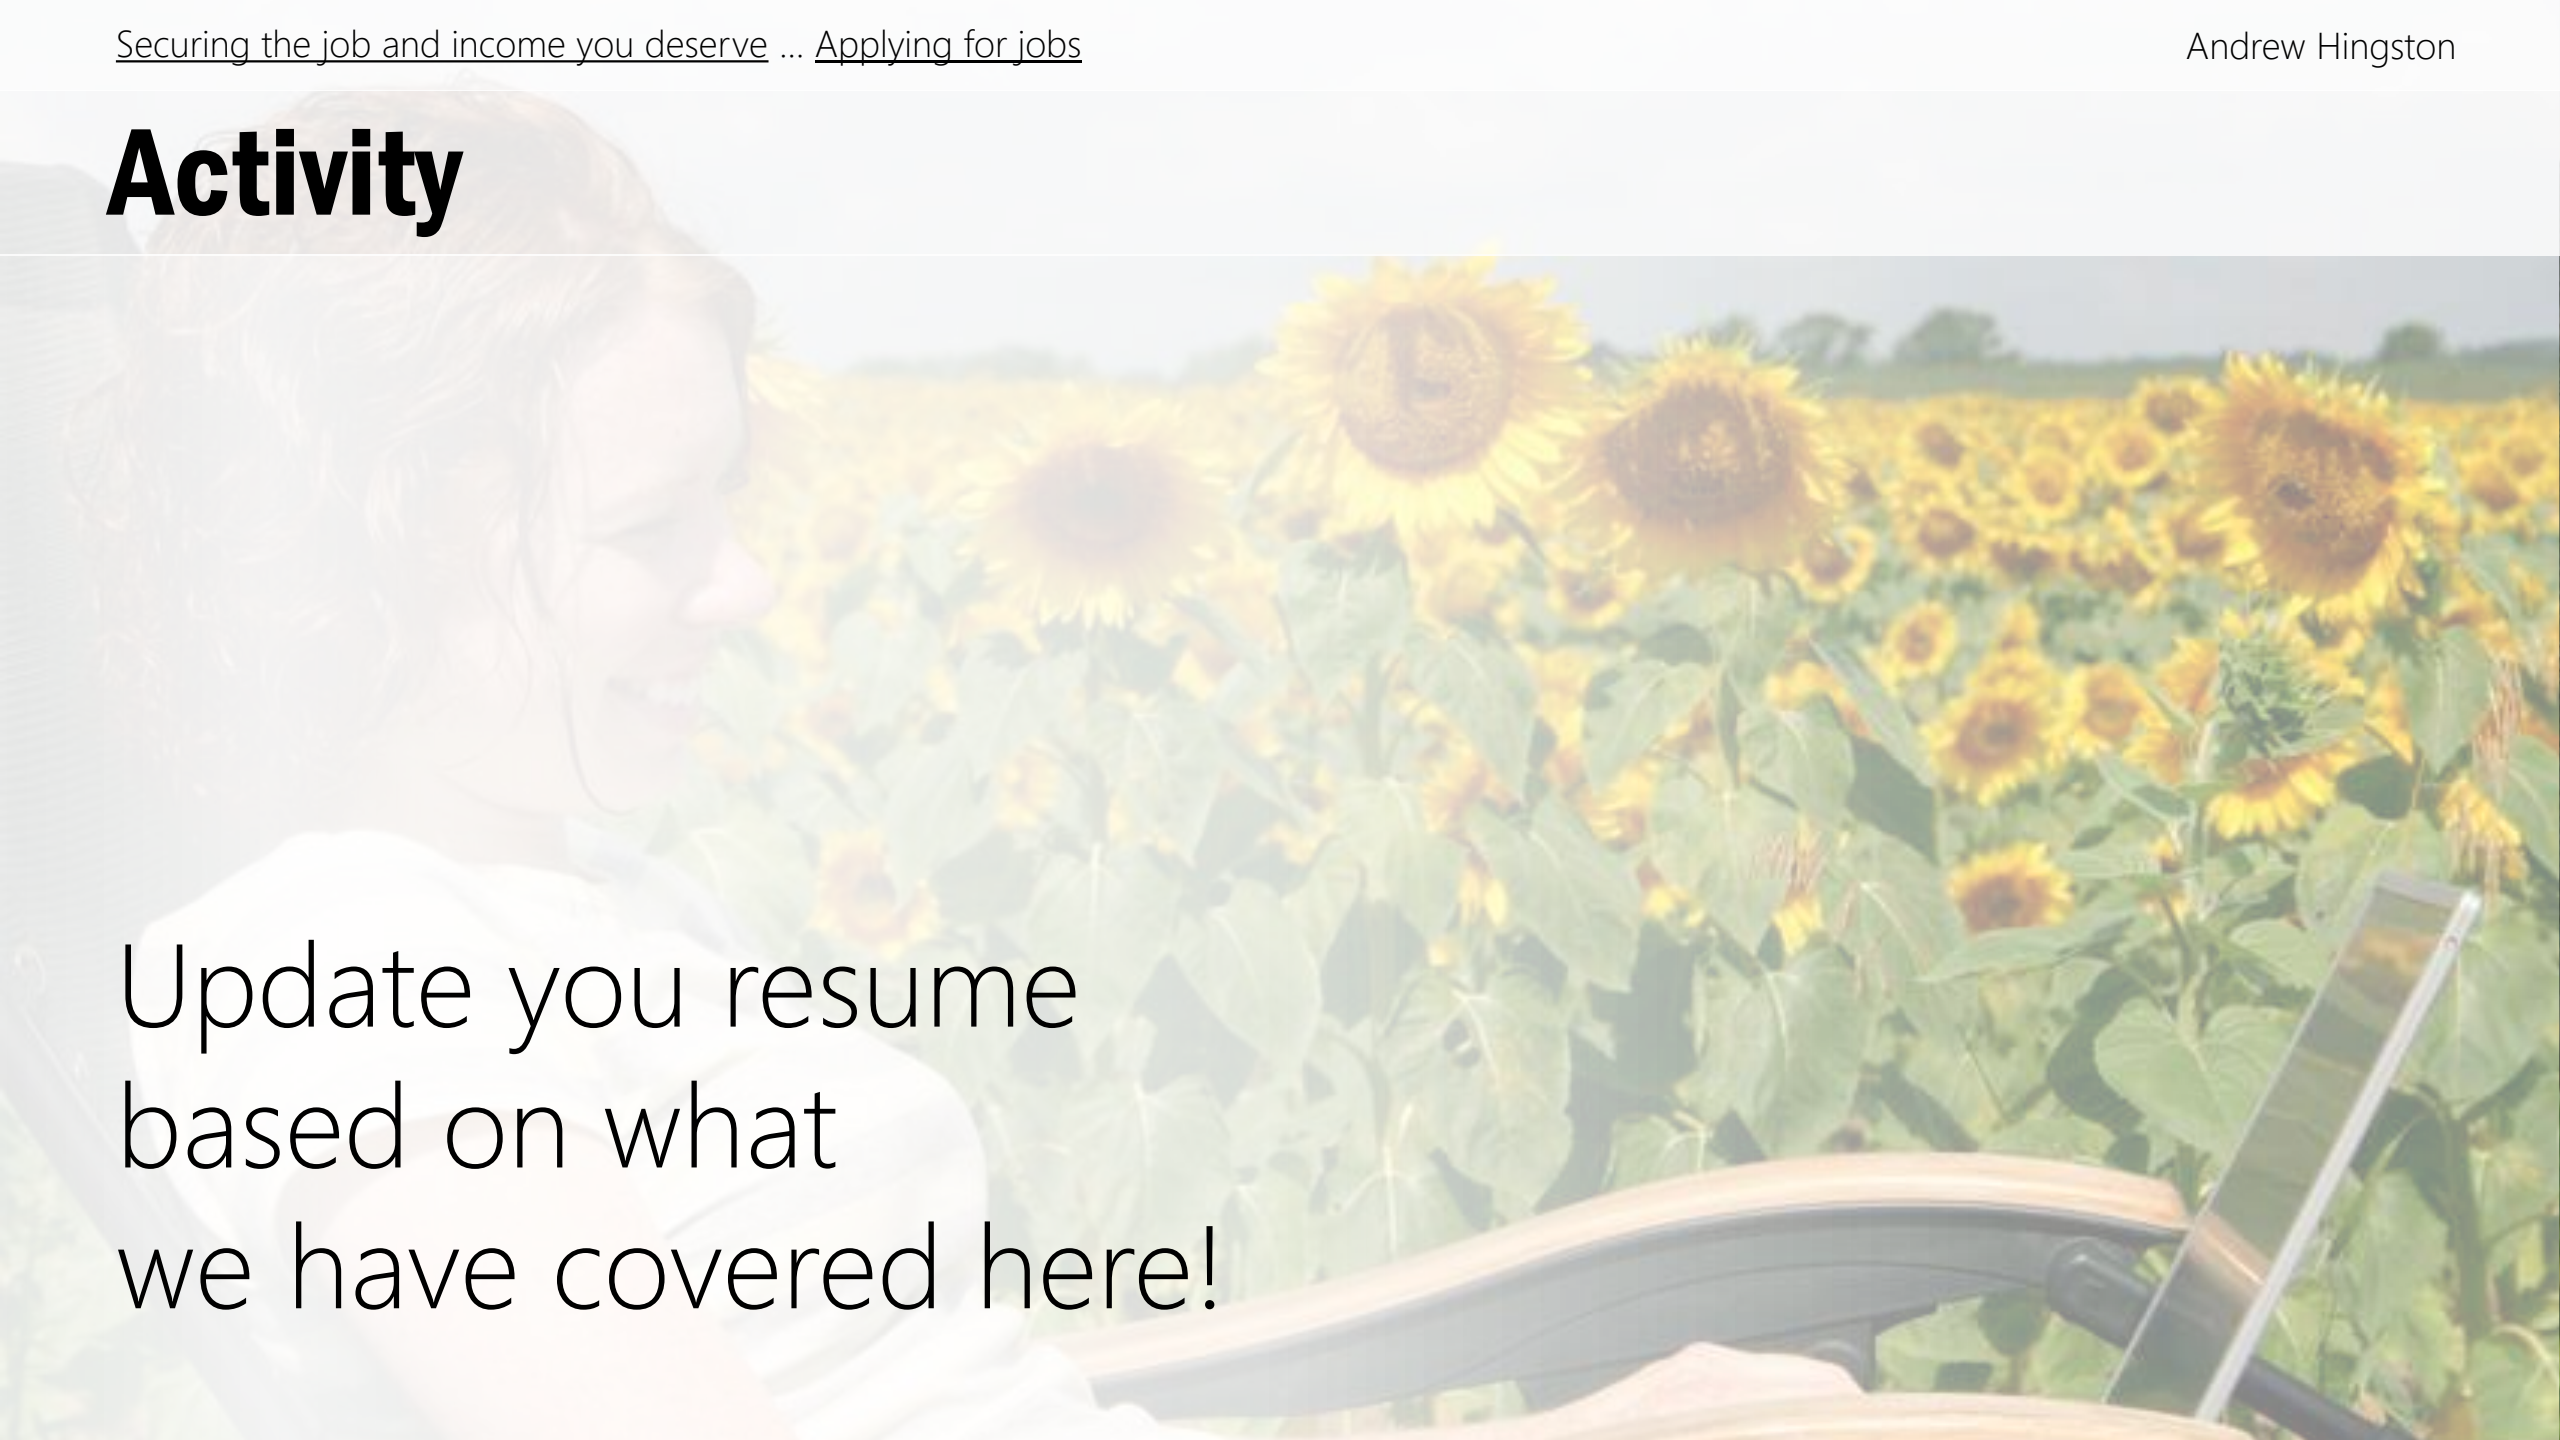 Securing the job and income you deserve ... Applying for jobs
Andrew Hingston
Activity
Update you resume
based on what
we have covered here!